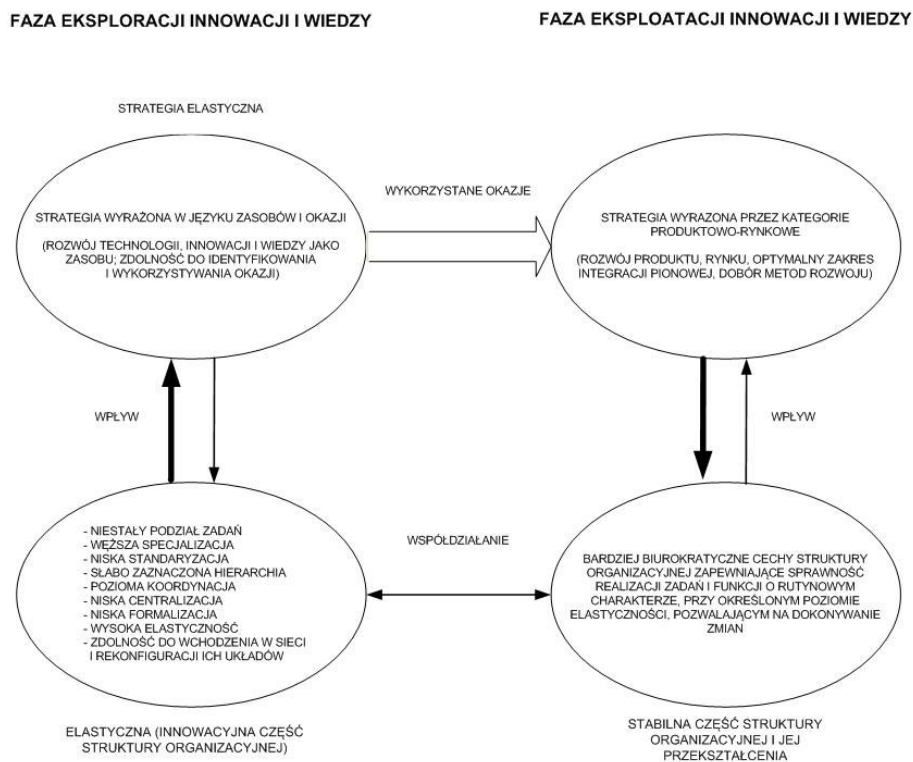 FAZA EKSPLORACJI INNOWACJI I WIEDZY
FAZA EKSPLOATACJI INNOWACJI I WIEDZY
STRATEGIA ELASTYCZNA
STRATEGIA WYRAŻONA W JĘZYKU ZASOBÓW I OKAZJI
(ROZWÓJ TECHNOLOGII, INNOWACJI I WIEDZY JAKO
ZASOBU; ZDOLNOŚĆ DO IDENTYFIKOWANIA
I WYKORZYSTYWANIA OKAZJI)
WYKORZYSTANE OKAZJE
STRATEGIA WYRAZONA PRZEZ KATEGORIE
PRODUKTOWO-RYNKOWE
(ROZWÓJ PRODUKTU, RYNKU, OPTYMALNY ZAKRES
INTEGRACJI PIONOWEJ, DOBÓR METOD ROZWOJU)
WPŁYW
WPŁYW
- NIESTAŁY PODZIAŁ ZADAŃ
- WĘŻSZA SPECJALIZACJA
- NISKA STANDARYZACJA
- SŁABO ZAZNACZONA HIERARCHIA
- POZIOMA KOORDYNACJA
- NISKA CENTRALIZACJA
- NISKA FORMALIZACJA
- WYSOKA ELASTYCZNOŚĆ
- ZDOLNOŚĆ DO WCHODZENIA W SIECI
I REKONFIGURACJI ICH UKŁADÓW
WSPÓŁDZIAŁANIE
BARDZIEJ BIUROKRATYCZNE CECHY STRUKTURY
ORGANIZACYJNEJ ZAPEWNIAJĄCE SPRAWNOŚĆ
REALIZACJI ZADAŃ I FUNKCJI O RUTYNOWYM
CHARAKTERZE, PRZY OKREŚLONYM POZIOMIE
ELASTYCZNOŚCI, POZWALAJĄCYM NA DOKONYWANIE
ZMIAN
ELASTYCZNA (INNOWACYJNA CZĘŚĆ
STRUKTURY ORGANIZACYJNEJ)
STABILNA CZĘŚĆ STRUKTURY
ORGANIZACYJNEJ I JEJ
PRZEKSZTAŁCENIA